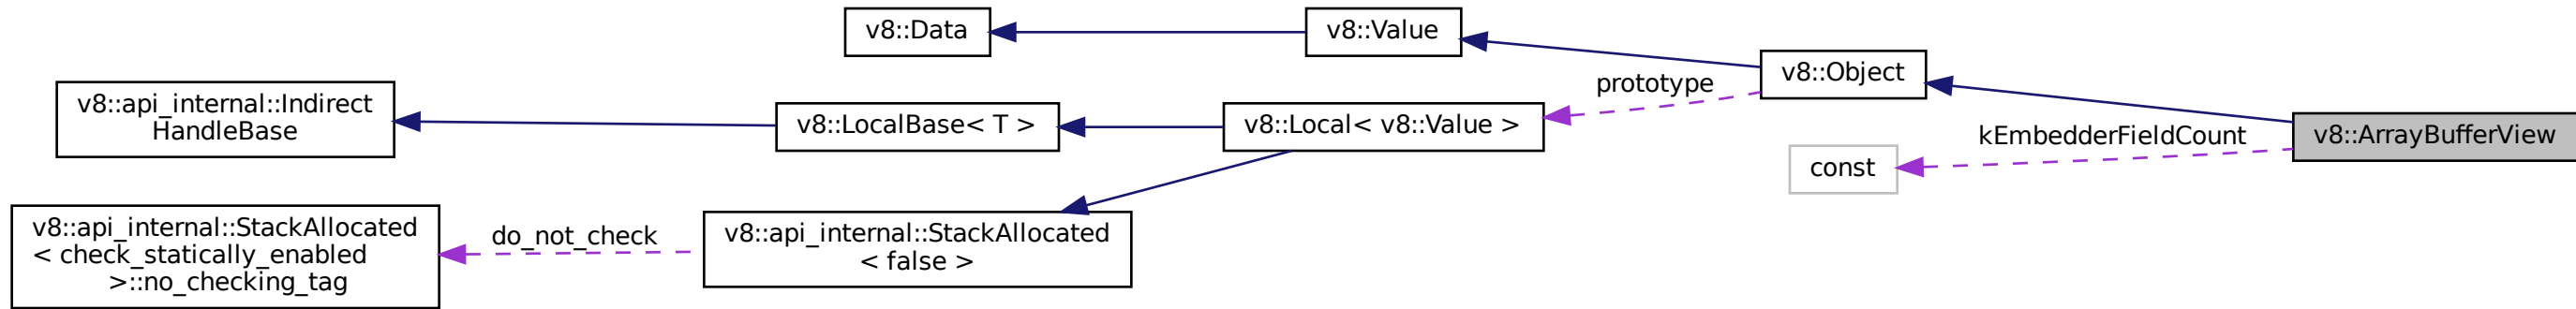 v8::Data
v8::Value
v8::Object
prototype
v8::api_internal::Indirect
HandleBase
v8::LocalBase< T >
v8::Local< v8::Value >
kEmbedderFieldCount
v8::ArrayBufferView
const
v8::api_internal::StackAllocated
< check_statically_enabled
>::no_checking_tag
do_not_check
v8::api_internal::StackAllocated
< false >